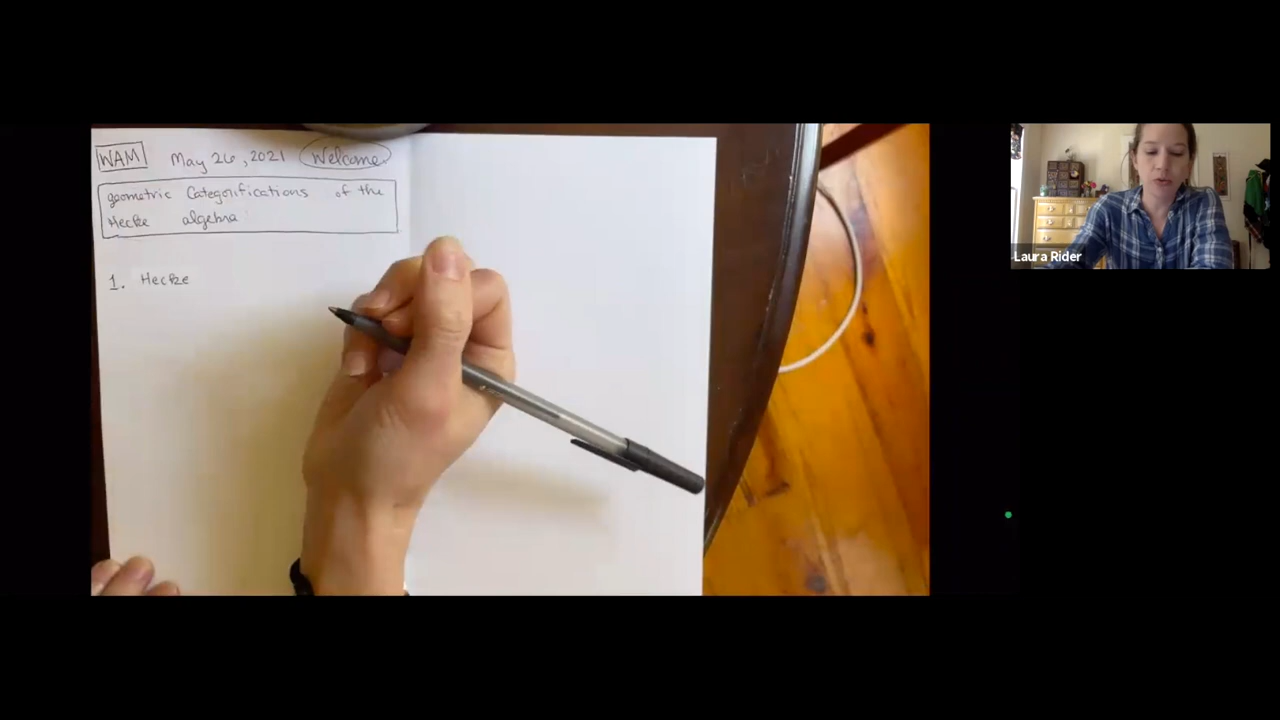 WAM May 26, 2021 Welcome
geometric Categorifications of the
Hecke algebra
1. Hecke
Laura Rider